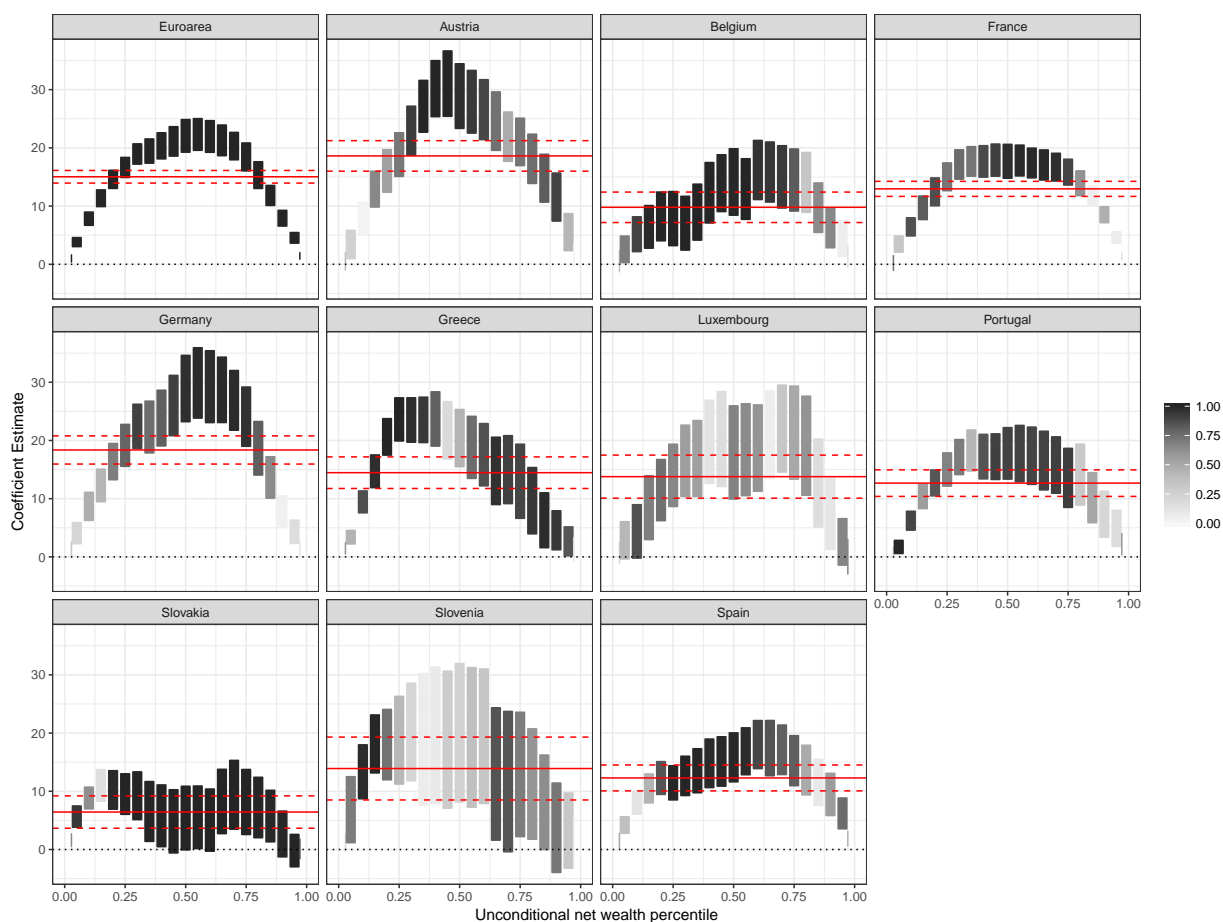 Euroarea Austria Belgium France
30
20
10
0
Germany Greece Luxembourg Portugal
30
20
10
0
1.00
0.75
0.50
0.25
0.00
Coefficient Estimate
0.00 0.25 0.50 0.75 1.00
Slovakia Slovenia Spain
30
20
10
0
0.00 0.25 0.50 0.75 1.00 0.00 0.25 0.50 0.75 1.00 0.00 0.25 0.50 0.75 1.00
Unconditional net wealth percentile